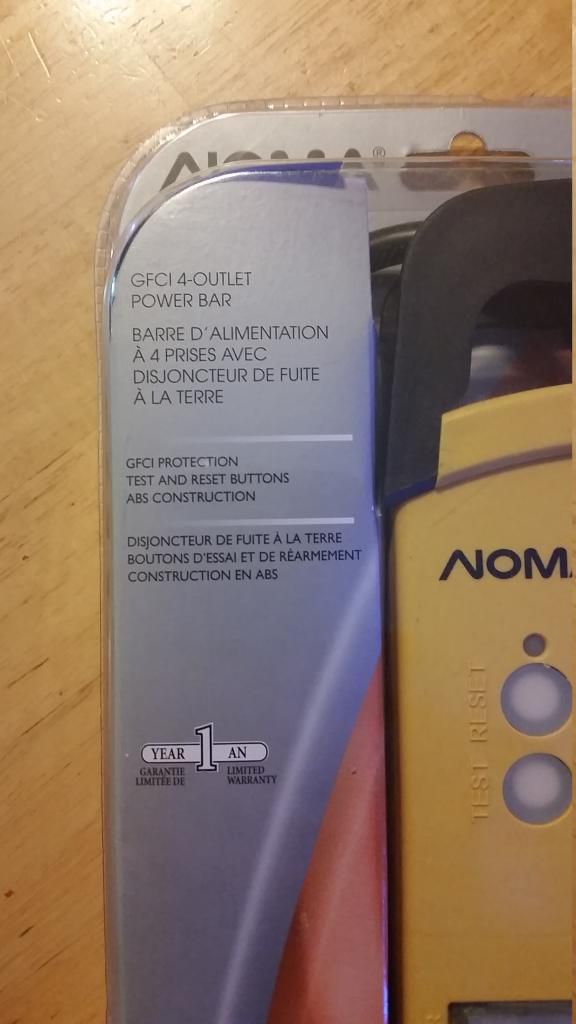 NOMA®
GFCI 4-OUTLET
POWER BAR
BARRE D'ALIMENTATION
À 4 PRISES AVEC
DISJONCTEUR DE FUITE
À LA TERRE
GFCI PROTECTION
TEST AND RESET BUTTONS
ABS CONSTRUCTION
DISJONCTEUR DE FUITE À LA TERRE
BOUTONS D'ESSAI ET DE RÉARMEMENT
CONSTRUCTION EN ABS
YEAR 1 AN
GARANTIE LIMITED
LIMITÉE DE WARRANTY
NOMA
RESET
TEST